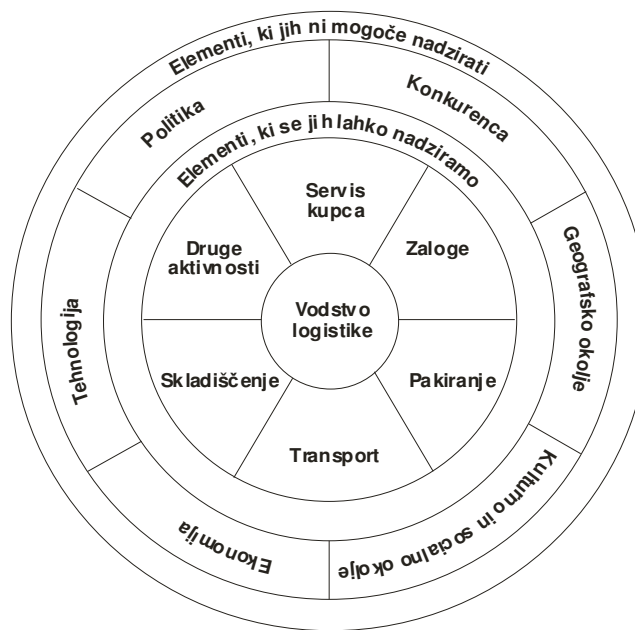 Elementi, ki jih ni mogoče nadzirati
Politika
Konkurenca
Elementi, ki se jih lahko nadziramo
Servis
kupca
Druge
aktivnosti
Zaloge
Geografsko okolje
Vodstvo
logistike
Tehnologija
Skladiščenje
Pakiranje
Transport
Ekonomija
Kulturno in socialno okolje